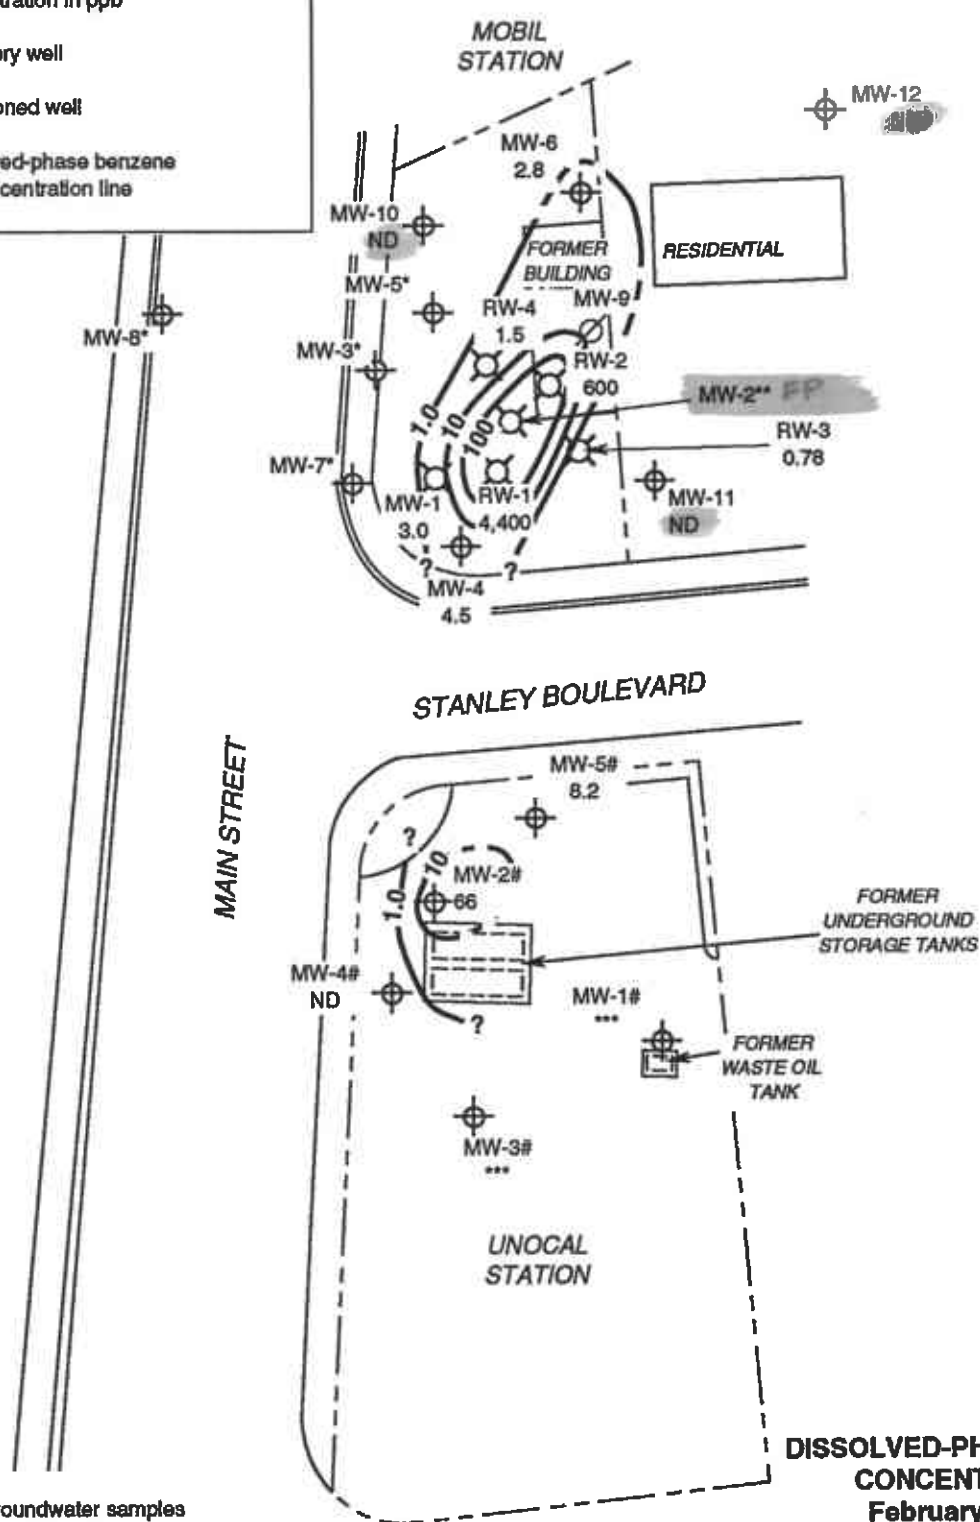 tration in ppb
ery well
oned well
ed-phase benzene
centration line
MOBIL
STATION
MW-12
MW-6
2.8
MW-10
ND
FORMER
BUILDING
RESIDENTIAL
MW-5*
MW-9
RW-4
1.5
MW-8*
MW-3*
RW-2
600
MW-2** FP
1.0
10
100
RW-3
0.78
MW-7*
MW-1
3.0
RW-1
4,400
MW-11
ND
?
?
MW-4
4.5
STANLEY BOULEVARD
MAIN STREET
MW-5#
8.2
?
10
MW-2#
66
1.0
FORMER
UNDERGROUND
STORAGE TANKS
MW-4#
ND
MW-1#
***
?
FORMER
WASTE OIL
TANK
MW-3#
***
UNOCAL
STATION
DISSOLVED-PH
CONCENT
February
roundwater samples